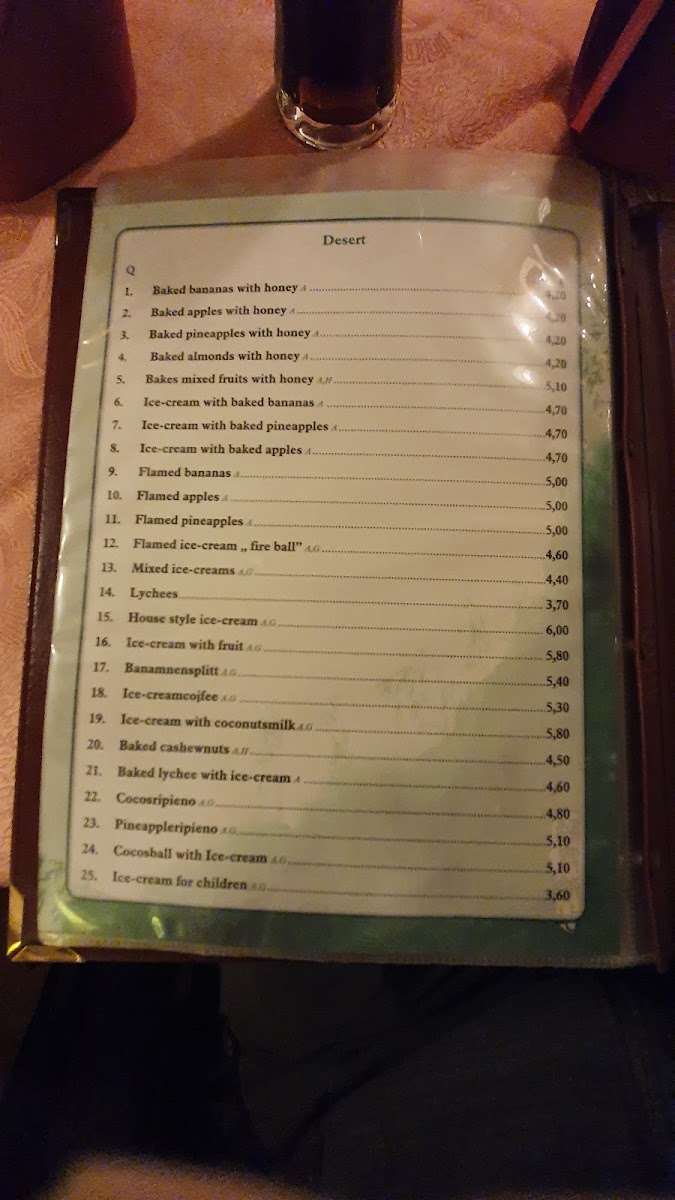 Desert
Q
1. Baked bananas with honey A 4,20
2. Baked apples with honey A 4,20
3. Baked pineapples with honey A 4,20
4. Baked almonds with honey A 4,20
5. Bakes mixed fruits with honey A,H 5,10
6. Ice-cream with baked bananas A 4,70
7. Ice-cream with baked pineapples A 4,70
8. Ice-cream with baked apples A 4,70
9. Flamed bananas A 5,00
10. Flamed apples A 5,00
11. Flamed pineapples A 5,00
12. Flamed ice-cream „ fire ball” A,G 4,60
13. Mixed ice-creams A,G 4,40
14. Lychees 3,70
15. House style ice-cream A,G 6,00
16. Ice-cream with fruit A,G 5,80
17. Banamnensplitt A,G 5,40
18. Ice-creamcojfee A,G 5,30
19. Ice-cream with coconutsmilk A,G 5,80
20. Baked cashewnuts A,H 4,50
21. Baked lychee with ice-cream A 4,60
22. Cocosripieno A,G 4,80
23. Pineappleripieno A,G 5,10
24. Cocosball with Ice-cream A,G 5,10
25. Ice-cream for children A,G 3,60